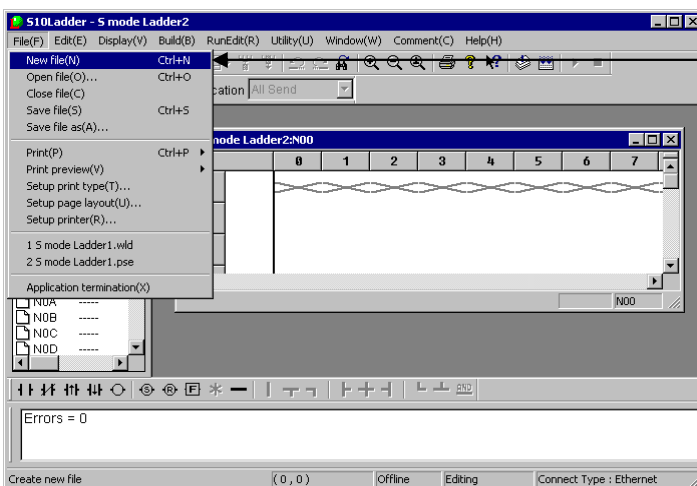 S10Ladder - S mode Ladder2
File(F) Edit(E) Display(V) Build(B) RunEdit(R) Utility(U) Window(W) Comment(C) Help(H)
New file(N) Ctrl+N
Open file(O)... Ctrl+O
Close file(C)
Save file(S) Ctrl+S
Save file as(A)...
Print(P) Ctrl+P
Print preview(V)
Setup print type(T)...
Setup page layout(U)...
Setup printer(R)...
1 S mode Ladder1.wld
2 S mode Ladder1.pse
Application termination(X)
cation All Send
mode Ladder2:N00
0 1 2 3 4 5 6 7
N00
N0A -----
N0B -----
N0C -----
N0D -----
S R F AND
Errors = 0
Create new file (0,0) Offline Editing Connect Type : Ethernet